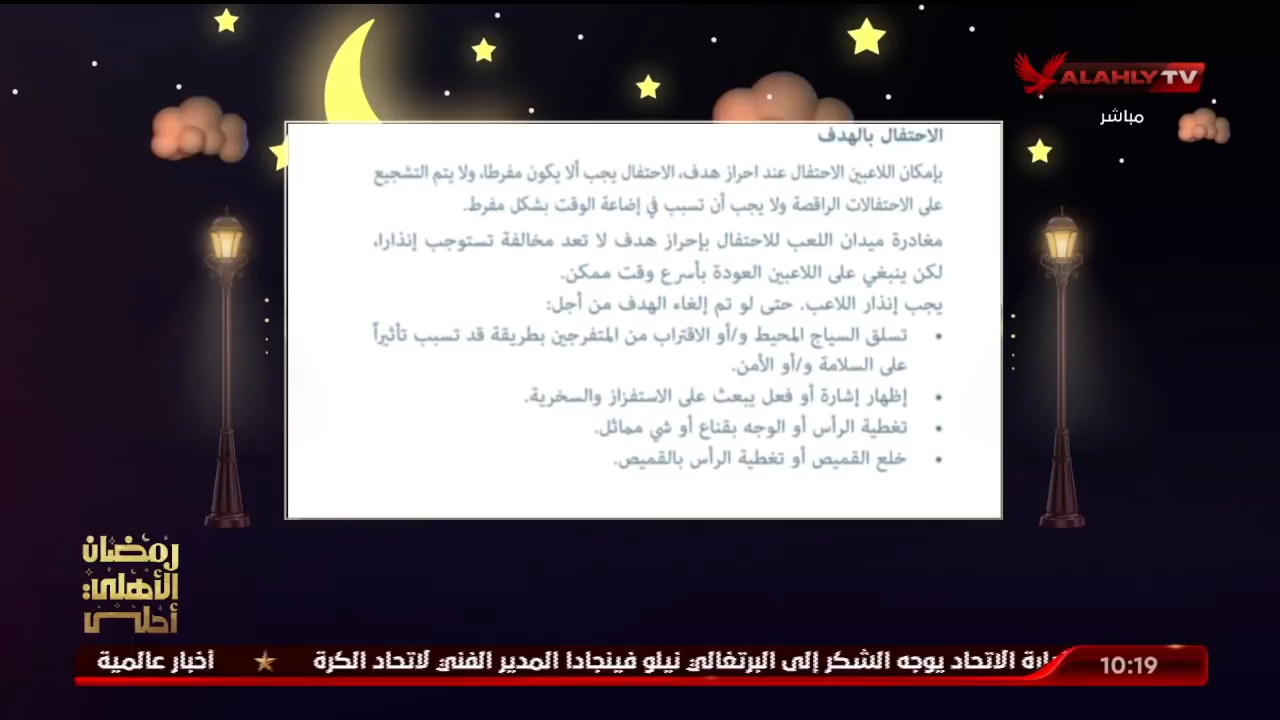 ALAHLY TV
مباشر
الاحتفال بالهدف
بإمكان اللاعبين الاحتفال عند احراز هدف، الاحتفال يجب ألا يكون مفرطا، ولا يتم التشجيع
على الاحتفالات الراقصة ولا يجب أن تسبب في إضاعة الوقت بشكل مفرط.
مغادرة ميدان اللعب للاحتفال بإحراز هدف لا تعد مخالفة تستوجب إنذارا،
لكن ينبغي على اللاعبين العودة بأسرع وقت ممكن.
يجب إنذار اللاعب. حتى لو تم إلغاء الهدف من أجل:
• تسلق السياج المحيط و/أو الاقتراب من المتفرجين بطريقة قد تسبب تأثيراً
على السلامة و/أو الأمن.
• إظهار إشارة أو فعل يبعث على الاستفزاز والسخرية.
• تغطية الرأس أو الوجه بقناع أو شي مماثل.
• خلع القميص أو تغطية الرأس بالقميص.
رمضان
الأهلي:
أحلى
الاتحاد يوجه الشكر إلى البرتغالي نيلو فينجادا المدير الفني لاتحاد الكرة ★ أخبار عالمية
10:19